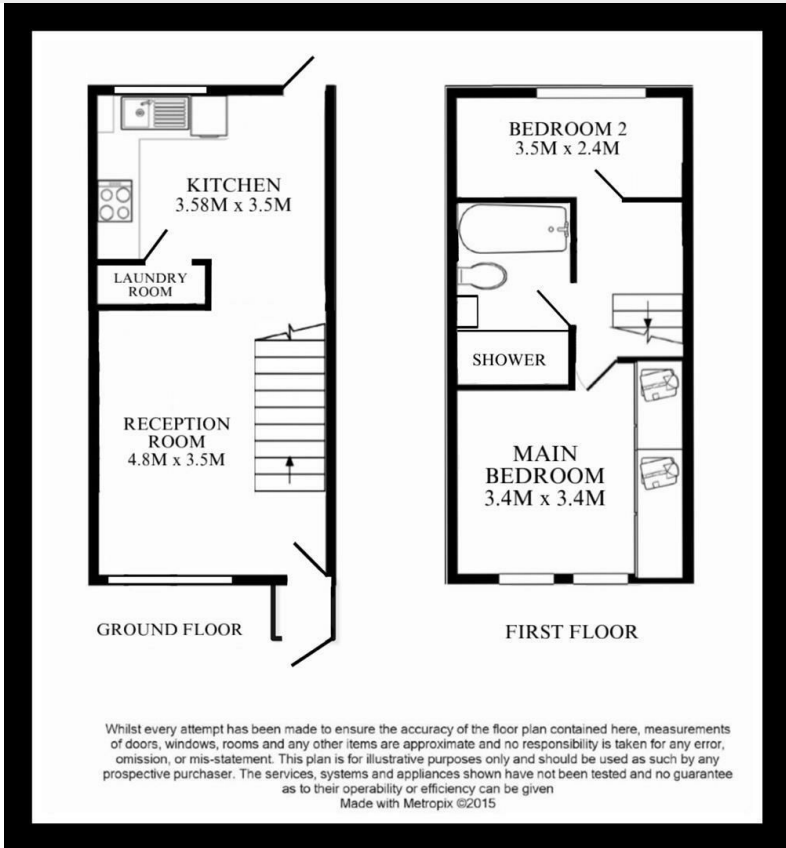 KITCHEN
3.58M x 3.5M
LAUNDRY
ROOM
RECEPTION
ROOM
4.8M x 3.5M
GROUND FLOOR
BEDROOM 2
3.5M x 2.4M
SHOWER
MAIN
BEDROOM
3.4M x 3.4M
FIRST FLOOR
Whilst every attempt has been made to ensure the accuracy of the floor plan contained here, measurements
of doors, windows, rooms and any other items are approximate and no responsibility is taken for any error,
omission, or mis-statement. This plan is for illustrative purposes only and should be used as such by any
prospective purchaser. The services, systems and appliances shown have not been tested and no guarantee
as to their operability or efficiency can be given
Made with Metropix ©2015